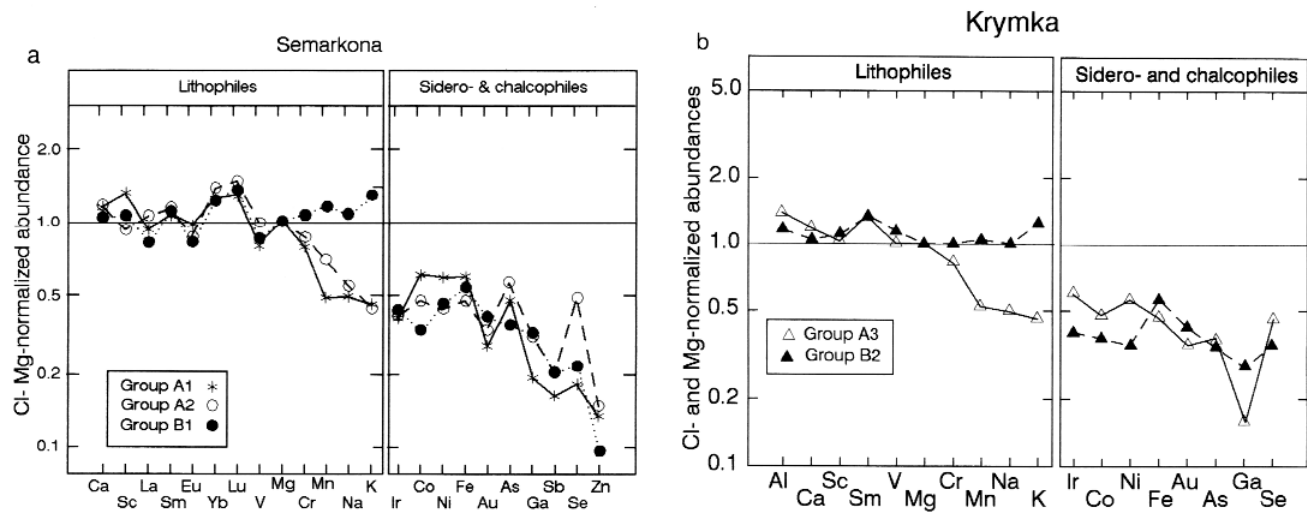 a
Semarkona
Lithophiles
Sidero- & chalcophiles
CI- Mg-normalized abundance
2.0
1.0
0.5
0.2
0.1
Group A1
Group A2
Group B1
Ca Sc La Sm Eu Yb Lu V Mg Cr Mn Na K
Ir Co Ni Fe Au As Ga Sb Se Zn
b
Krymka
Lithophiles
Sidero- and chalcophiles
CI- and Mg-normalized abundances
5.0
2.0
1.0
0.5
0.2
0.1
Group A3
Group B2
Al Ca Sc Sm V Mg Cr Mn Na K
Ir Co Ni Fe Au As Ga Se